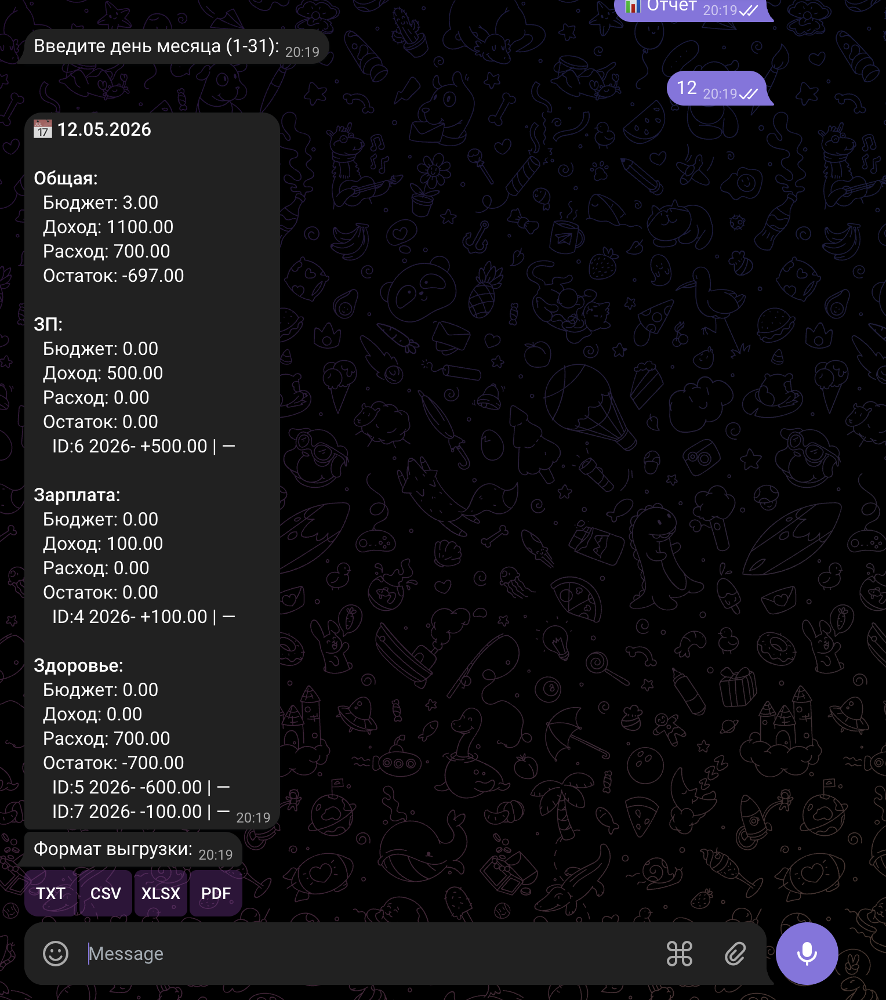 Отчет 20:19
Введите день месяца (1-31): 20:19
12 20:19
JUL 17 12.05.2026
Общая:
Бюджет: 3.00
Доход: 1100.00
Расход: 700.00
Остаток: -697.00
ЗП:
Бюджет: 0.00
Доход: 500.00
Расход: 0.00
Остаток: 0.00
ID:6 2026- +500.00 | —
Зарплата:
Бюджет: 0.00
Доход: 100.00
Расход: 0.00
Остаток: 0.00
ID:4 2026- +100.00 | —
Здоровье:
Бюджет: 0.00
Доход: 0.00
Расход: 700.00
Остаток: -700.00
ID:5 2026- -600.00 | —
ID:7 2026- -100.00 | — 20:19
Формат выгрузки: 20:19
TXT CSV XLSX PDF
Message